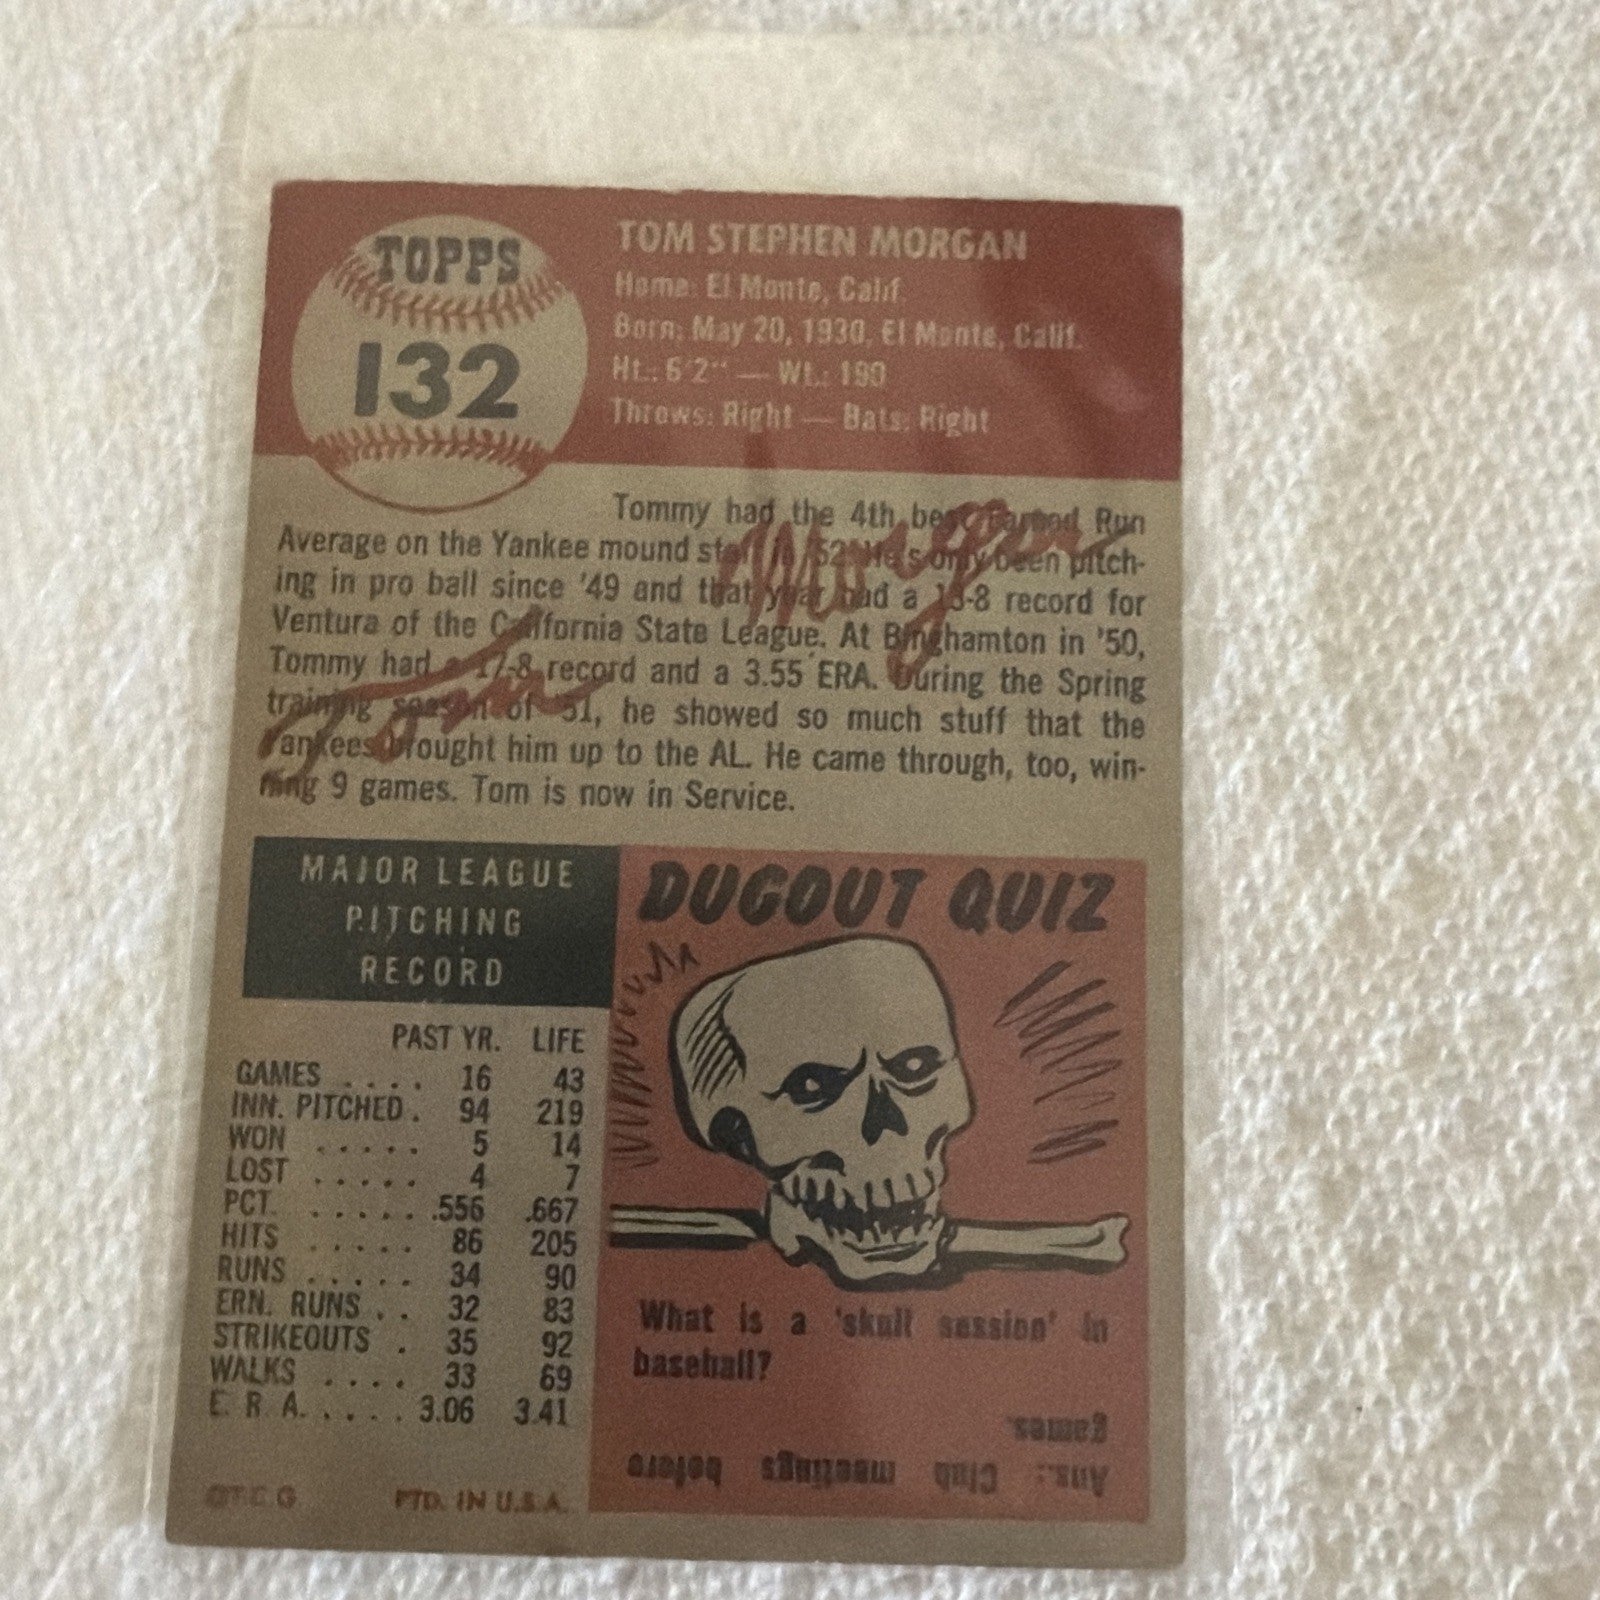 TOPPS
132
TOM STEPHEN MORGAN
Home: El Monte, Calif.
Born: May 20, 1930, El Monte, Calif.
Ht.: 6'2" — Wt.: 190
Throws: Right — Bats: Right
Tommy had the 4th best Earned Run
Average on the Yankee mound staff in '52. He's only been pitch-
ing in pro ball since '49 and that year had a 18-8 record for
Ventura of the California State League. At Binghamton in '50,
Tommy had a 17-8 record and a 3.55 ERA. During the Spring
training season of '51, he showed so much stuff that the
Yankees brought him up to the AL. He came through, too, win-
ning 9 games. Tom is now in Service.
Tom Morgan
MAJOR LEAGUE
PITCHING
RECORD
PAST YR. LIFE
GAMES .... 16 43
INN. PITCHED . 94 219
WON ..... 5 14
LOST ..... 4 7
PCT. ..... .556 .667
HITS ..... 86 205
RUNS ..... 34 90
ERN. RUNS .. 32 83
STRIKEOUTS . 35 92
WALKS .... 33 69
E. R. A. .... 3.06 3.41
PTD. IN U.S.A.
DUGOUT QUIZ
What is a 'skull session' in
baseball?
Ans.: Club meetings before
games.